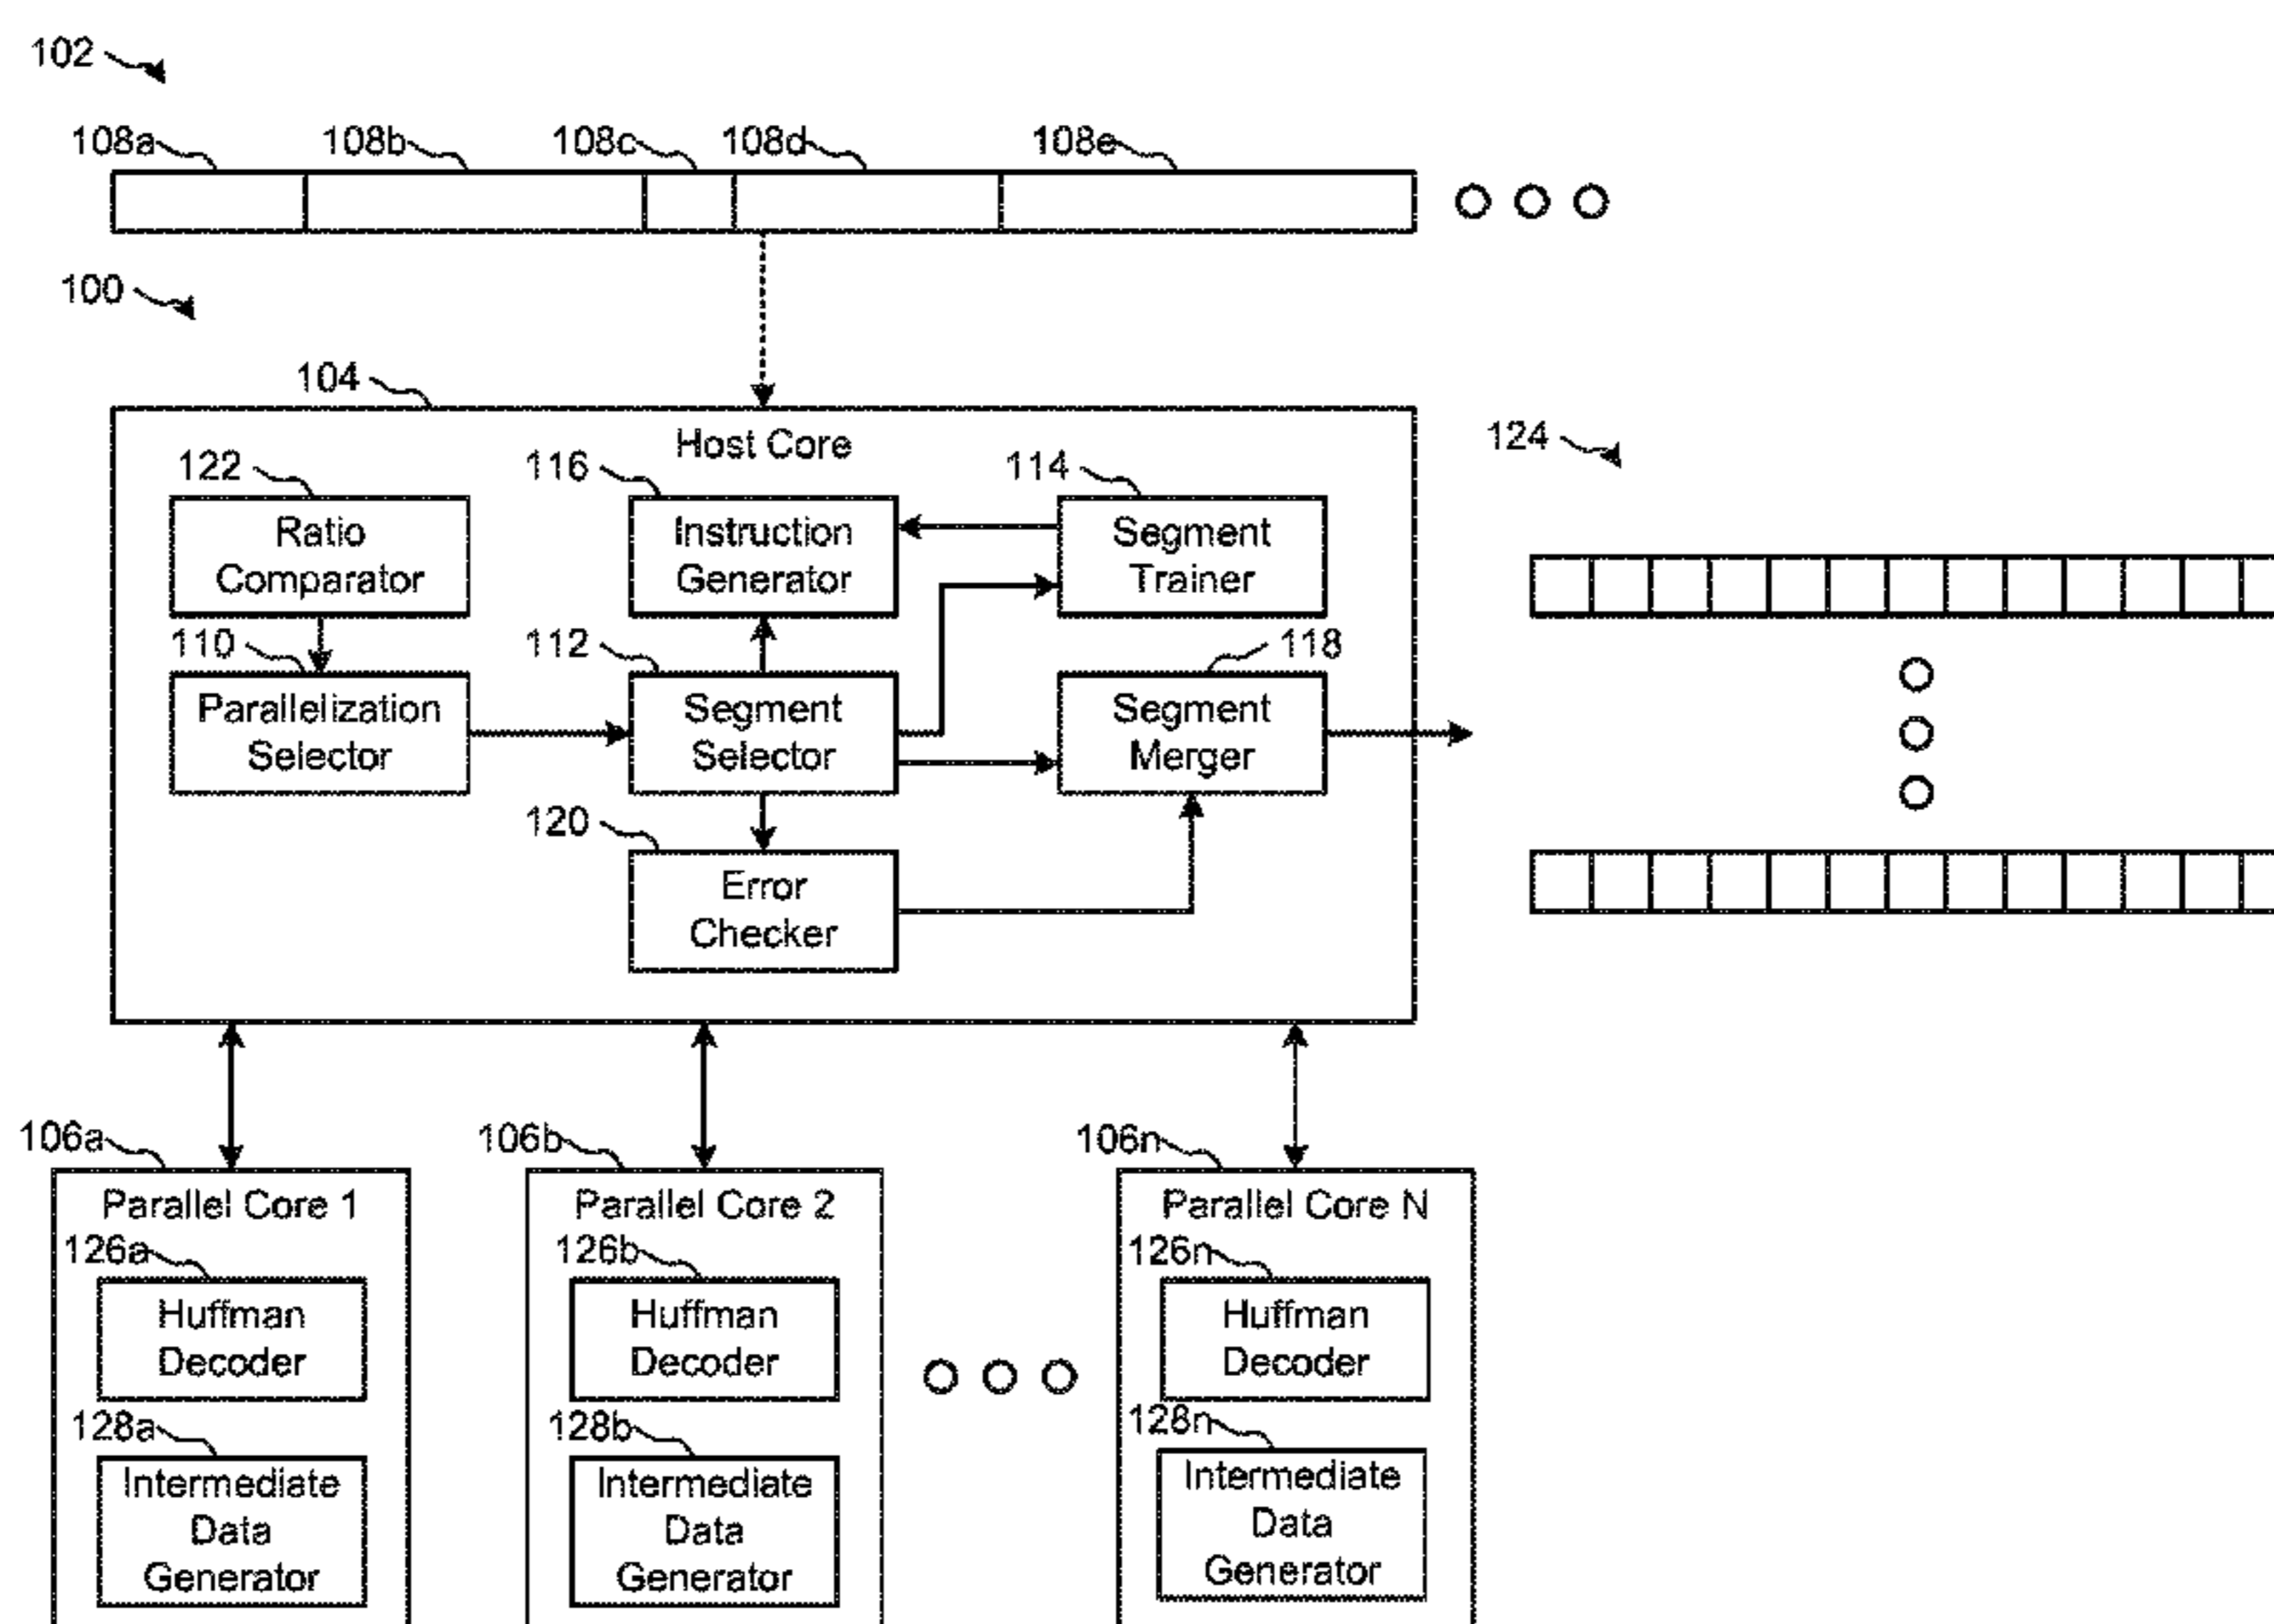 102
108a 108b 108c 108d 108e
100
104
Host Core
124
122 116 114
Ratio
Comparator
Instruction
Generator
Segment
Trainer
110 112 118
Parallelization
Selector
Segment
Selector
Segment
Merger
120
Error
Checker
106a 106b 106n
Parallel Core 1
126a
Huffman
Decoder
128a
Intermediate
Data
Generator
Parallel Core 2
126b
Huffman
Decoder
128b
Intermediate
Data
Generator
Parallel Core N
126n
Huffman
Decoder
128n
Intermediate
Data
Generator